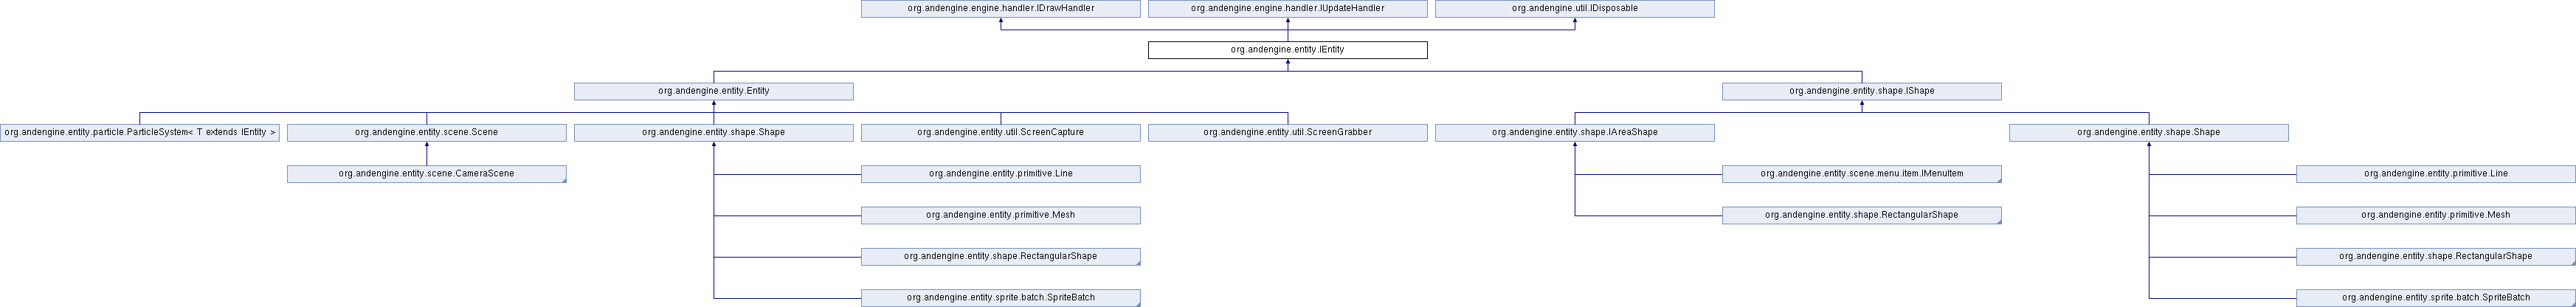 org.andengine.engine.handler.IDrawHandler
org.andengine.engine.handler.IUpdateHandler
org.andengine.util.IDisposable
org.andengine.entity.IEntity
org.andengine.entity.Entity
org.andengine.entity.shape.IShape
org.andengine.entity.particle.ParticleSystem< T extends IEntity >
org.andengine.entity.scene.Scene
org.andengine.entity.shape.Shape
org.andengine.entity.util.ScreenCapture
org.andengine.entity.util.ScreenGrabber
org.andengine.entity.shape.IAreaShape
org.andengine.entity.shape.Shape
org.andengine.entity.scene.CameraScene
org.andengine.entity.primitive.Line
org.andengine.entity.scene.menu.item.IMenuItem
org.andengine.entity.primitive.Line
org.andengine.entity.primitive.Mesh
org.andengine.entity.shape.RectangularShape
org.andengine.entity.primitive.Mesh
org.andengine.entity.shape.RectangularShape
org.andengine.entity.shape.RectangularShape
org.andengine.entity.sprite.batch.SpriteBatch
org.andengine.entity.sprite.batch.SpriteBatch